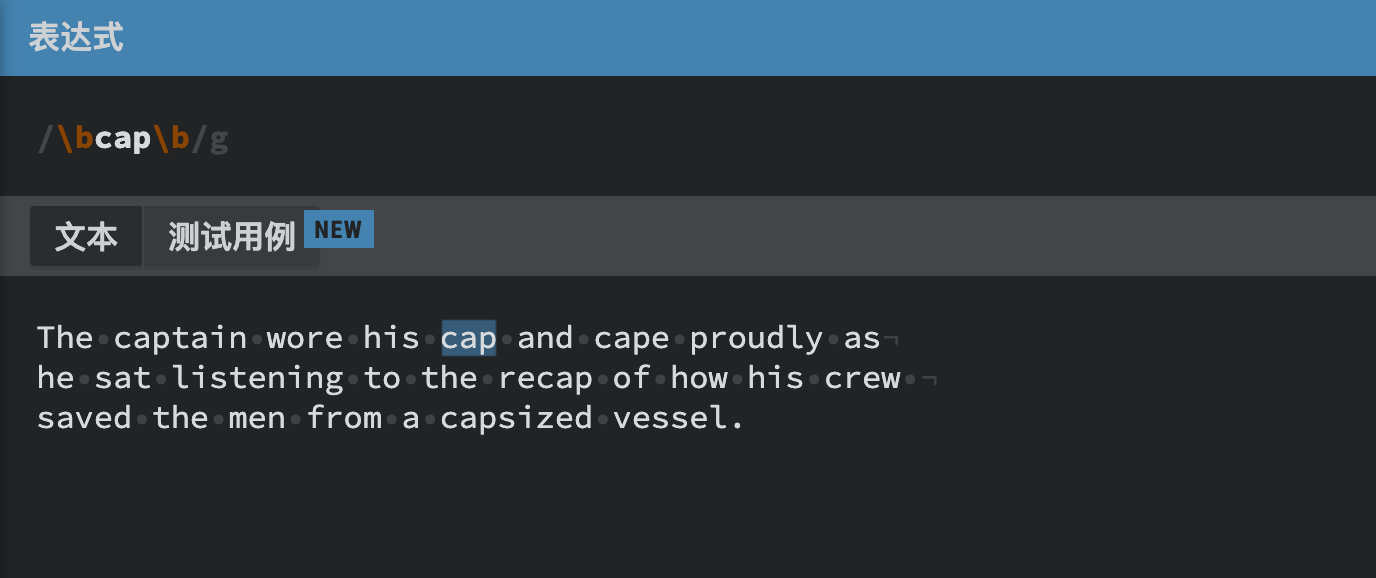 表达式
/\bcap\b/g
文本 测试用例 NEW
The captain wore his cap and cape proudly as
he sat listening to the recap of how his crew
saved the men from a capsized vessel.